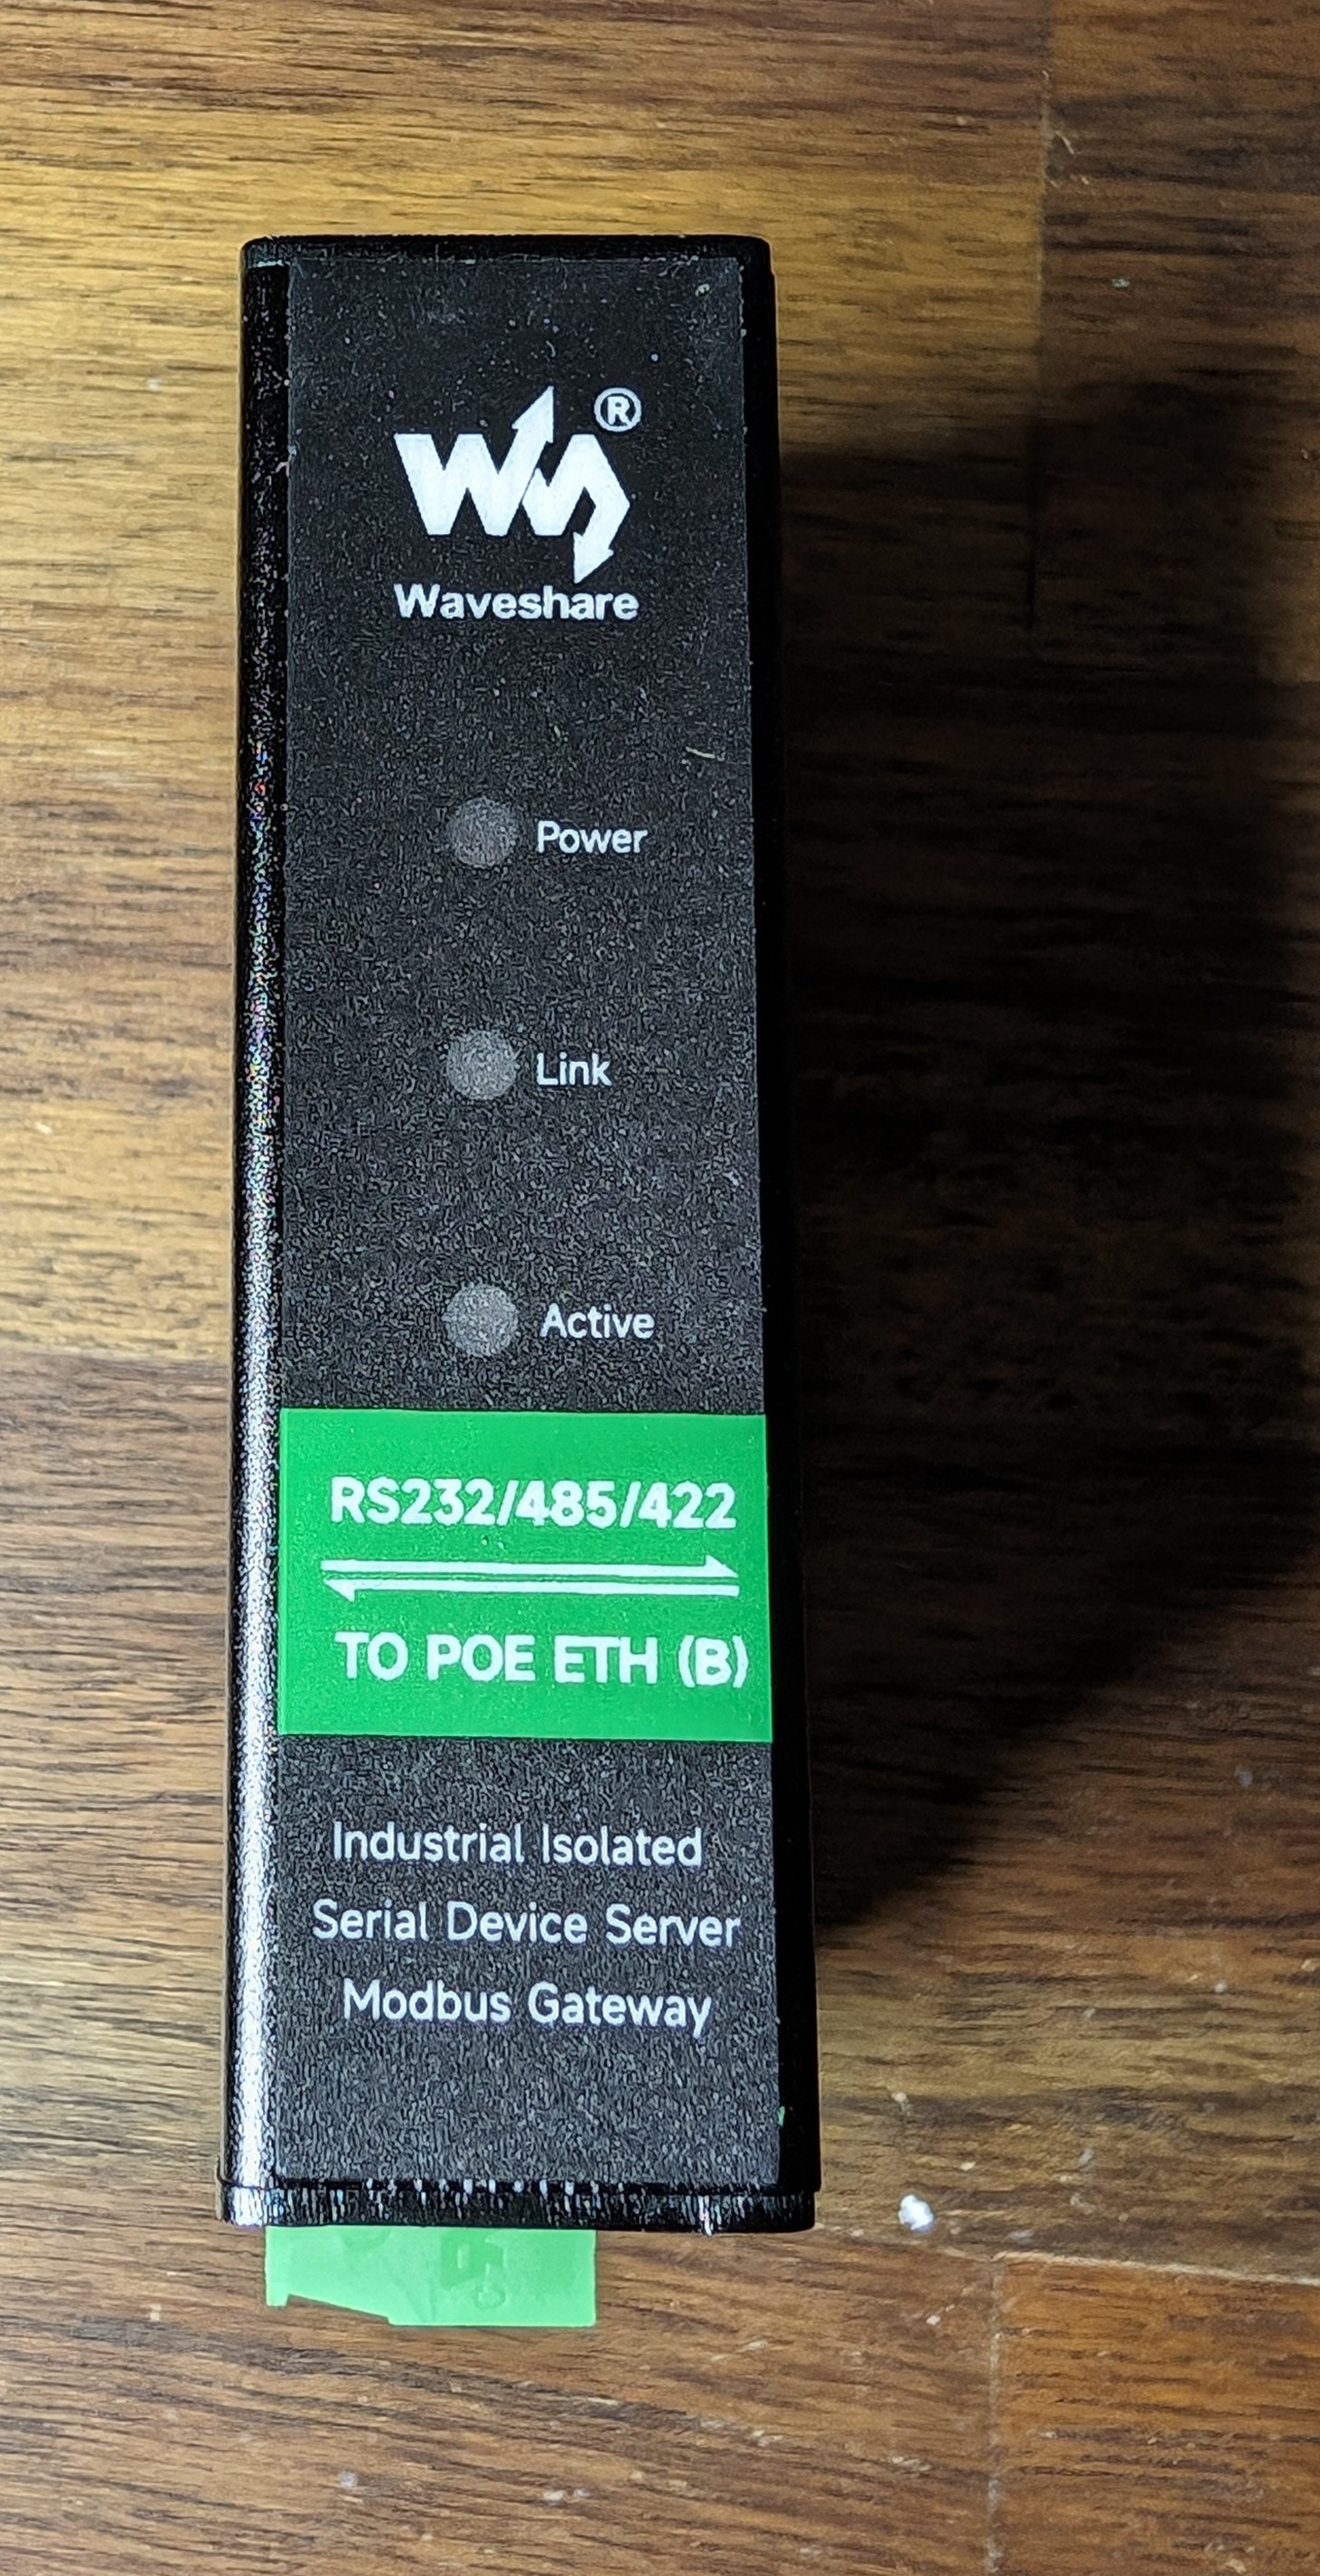 ®
Waveshare
Power
Link
Active
RS232/485/422
TO POE ETH (B)
Industrial Isolated
Serial Device Server
Modbus Gateway